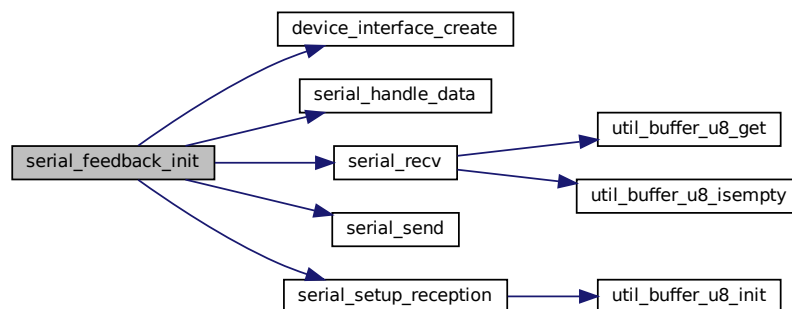 device_interface_create
serial_handle_data
util_buffer_u8_get
serial_feedback_init
serial_recv
util_buffer_u8_isempty
serial_send
serial_setup_reception
util_buffer_u8_init